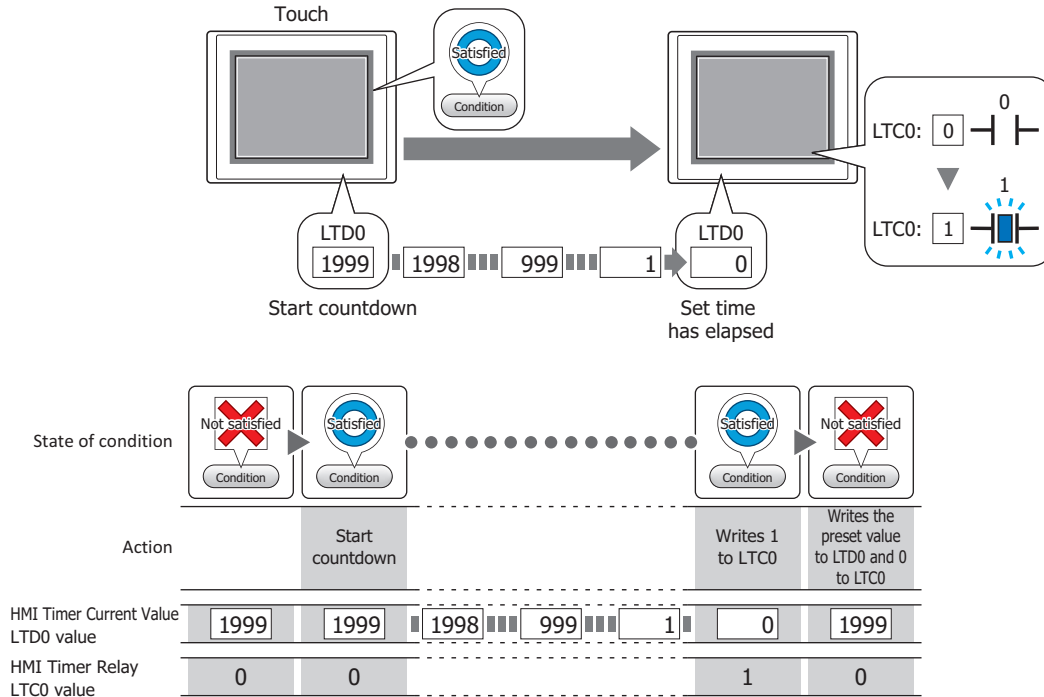 Touch
Satisfied
Condition
0
LTC0: 0
1
LTC0: 1
LTD0
LTD0
1999 1998 999 1 0
Start countdown
Set time
has elapsed
State of condition
Not satisfied
Condition
Satisfied
Condition
Satisfied
Condition
Not satisfied
Condition
Action
Start
countdown
Writes 1
to LTC0
Writes the
preset value
to LTD0 and 0
to LTC0
HMI Timer Current Value
LTD0 value
1999 1999 1998 999 1 0 1999
HMI Timer Relay
LTC0 value
0 0 1 0